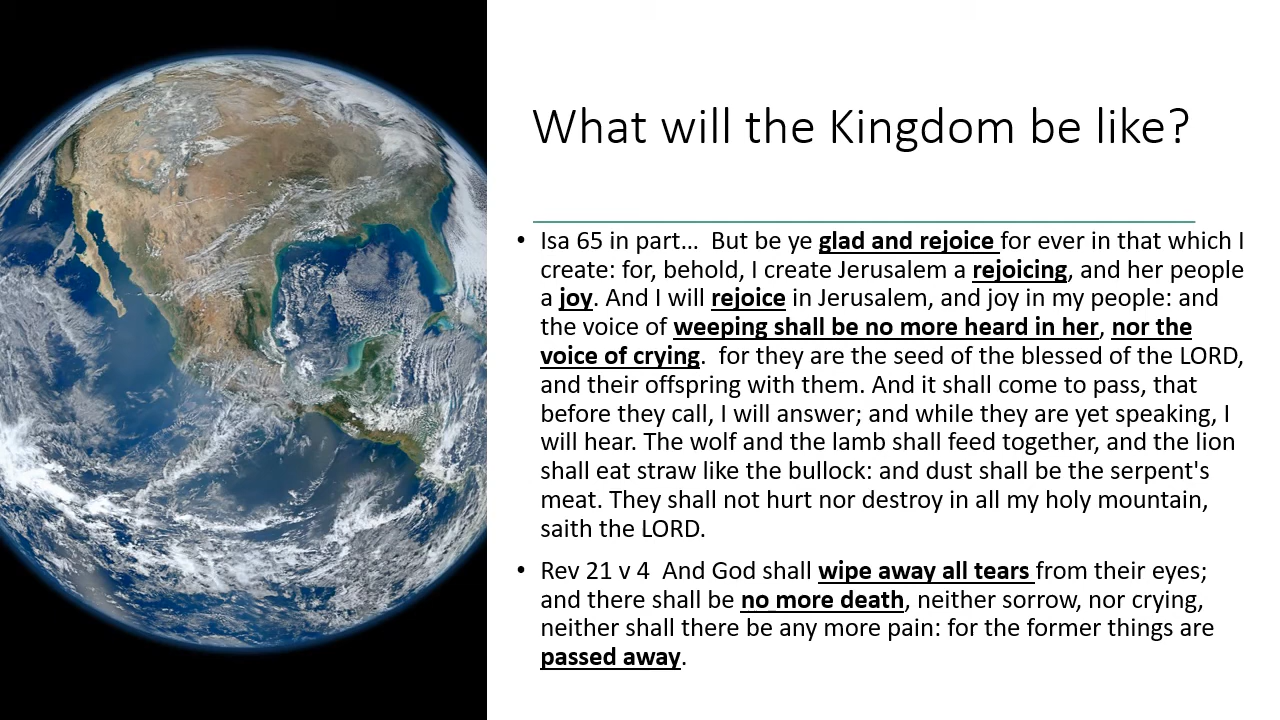 What will the Kingdom be like?
• Isa 65 in part…  But be ye glad and rejoice for ever in that which I
create: for, behold, I create Jerusalem a rejoicing, and her people
a joy. And I will rejoice in Jerusalem, and joy in my people: and
the voice of weeping shall be no more heard in her, nor the
voice of crying.  for they are the seed of the blessed of the LORD,
and their offspring with them. And it shall come to pass, that
before they call, I will answer; and while they are yet speaking, I
will hear. The wolf and the lamb shall feed together, and the lion
shall eat straw like the bullock: and dust shall be the serpent's
meat. They shall not hurt nor destroy in all my holy mountain,
saith the LORD.
• Rev 21 v 4  And God shall wipe away all tears from their eyes;
and there shall be no more death, neither sorrow, nor crying,
neither shall there be any more pain: for the former things are
passed away.